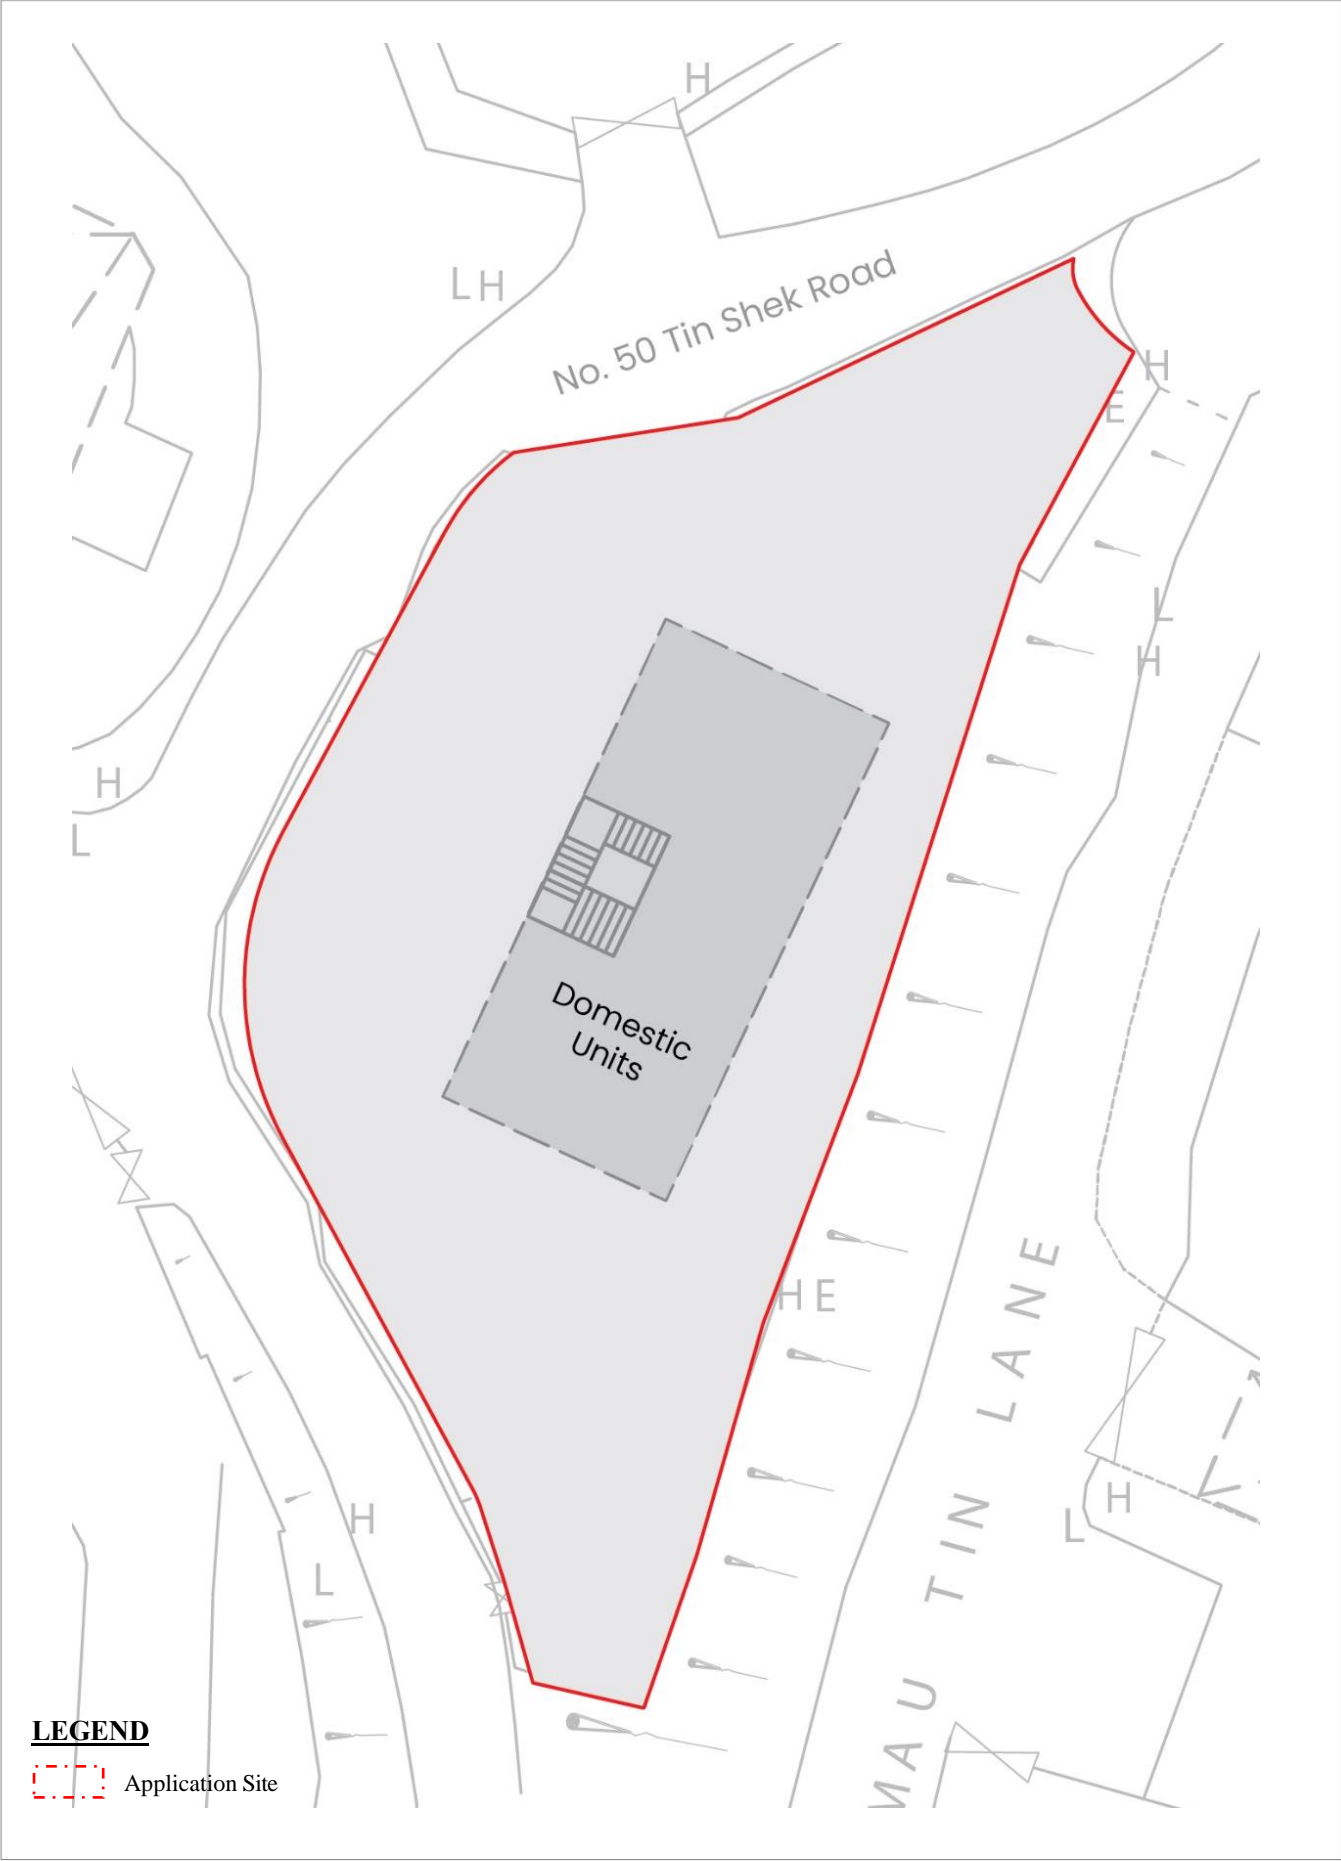 H
LH
No. 50 Tin Shek Road
H
E
L
H
H
L
Domestic
Units
HE
MAU TIN LANE
H
L
H
L
LEGEND
Application Site